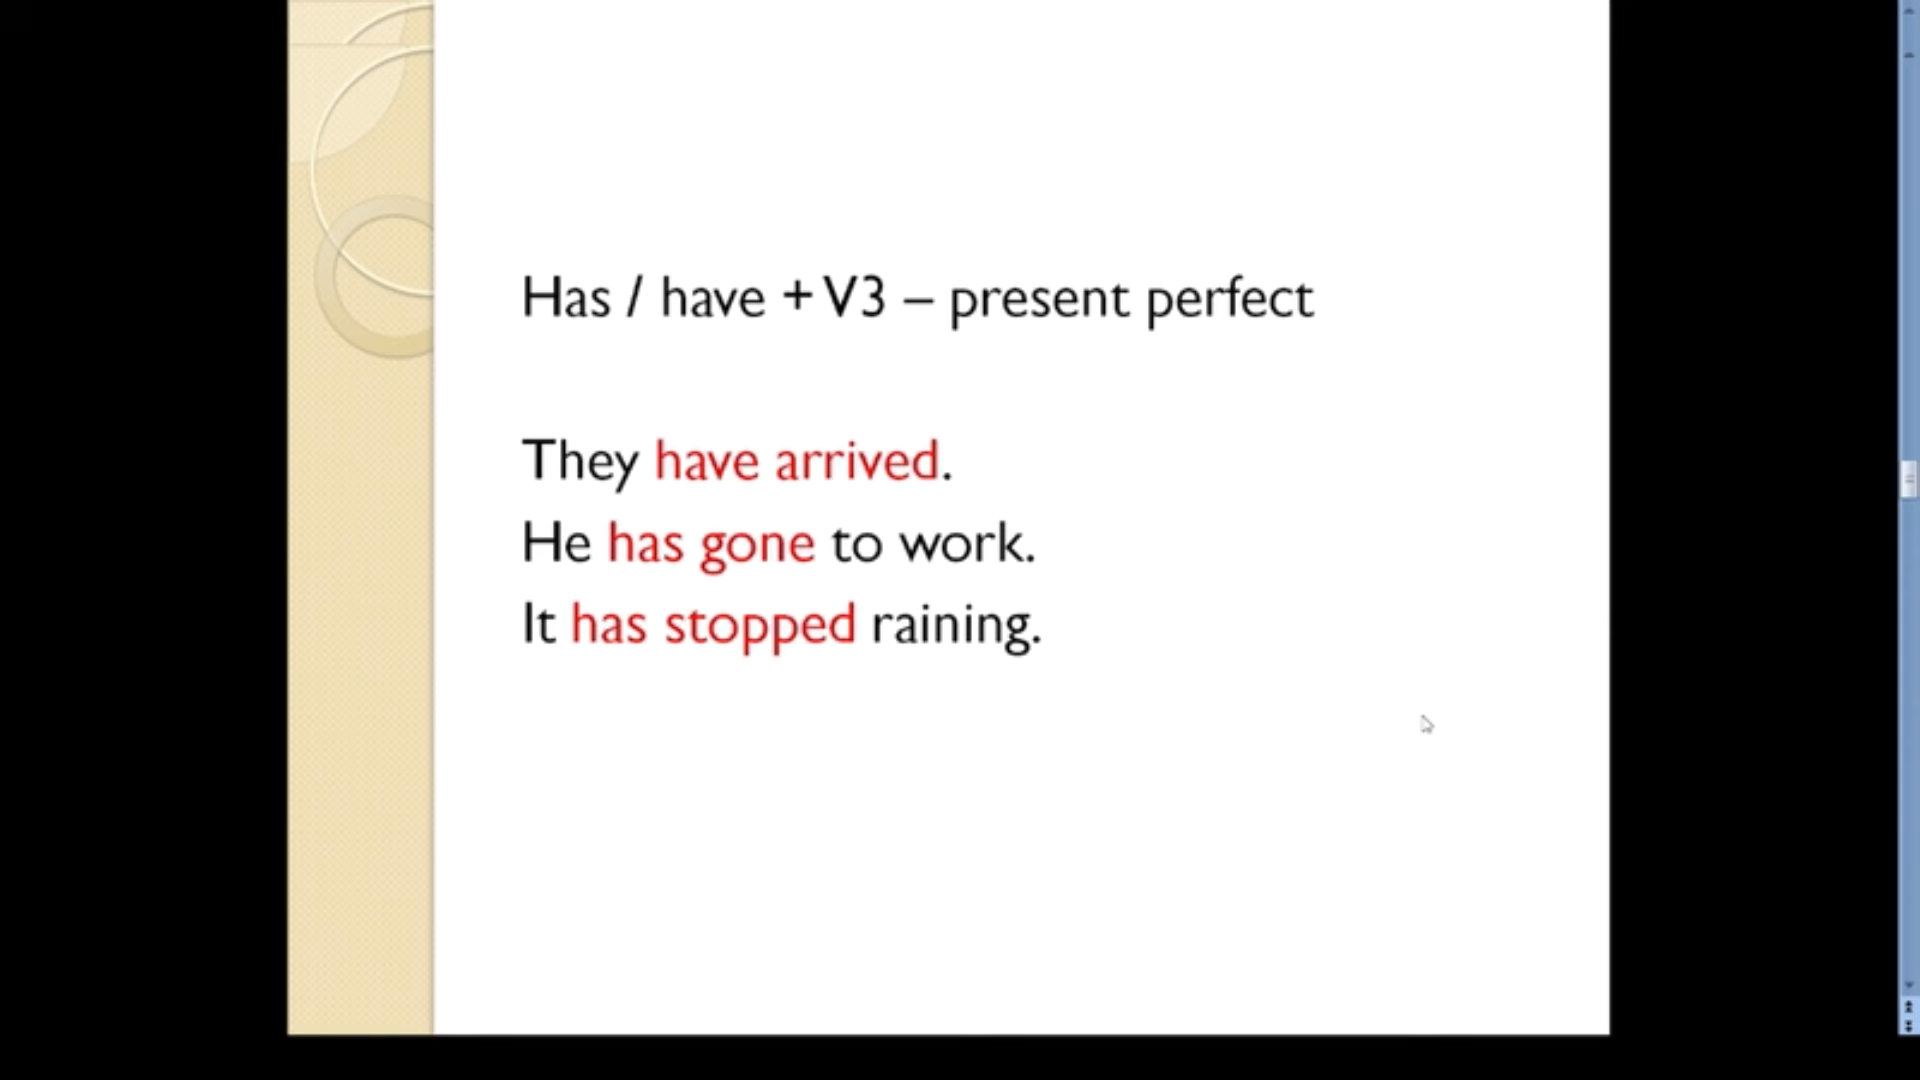 Has / have + V3 – present perfect
They have arrived.
He has gone to work.
It has stopped raining.